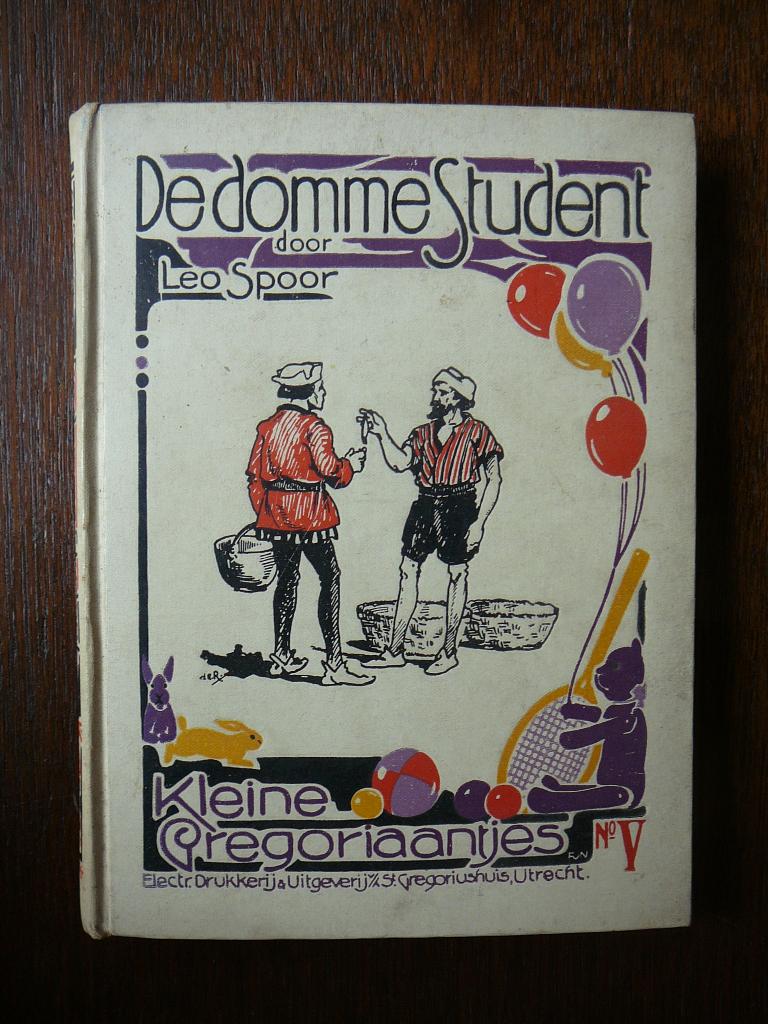 De domme Student
door
Leo Spoor
Kleine
Gregoriaantjes No V
Electr. Drukkerij & Uitgeverij v/h St. Gregoriushuis, Utrecht.